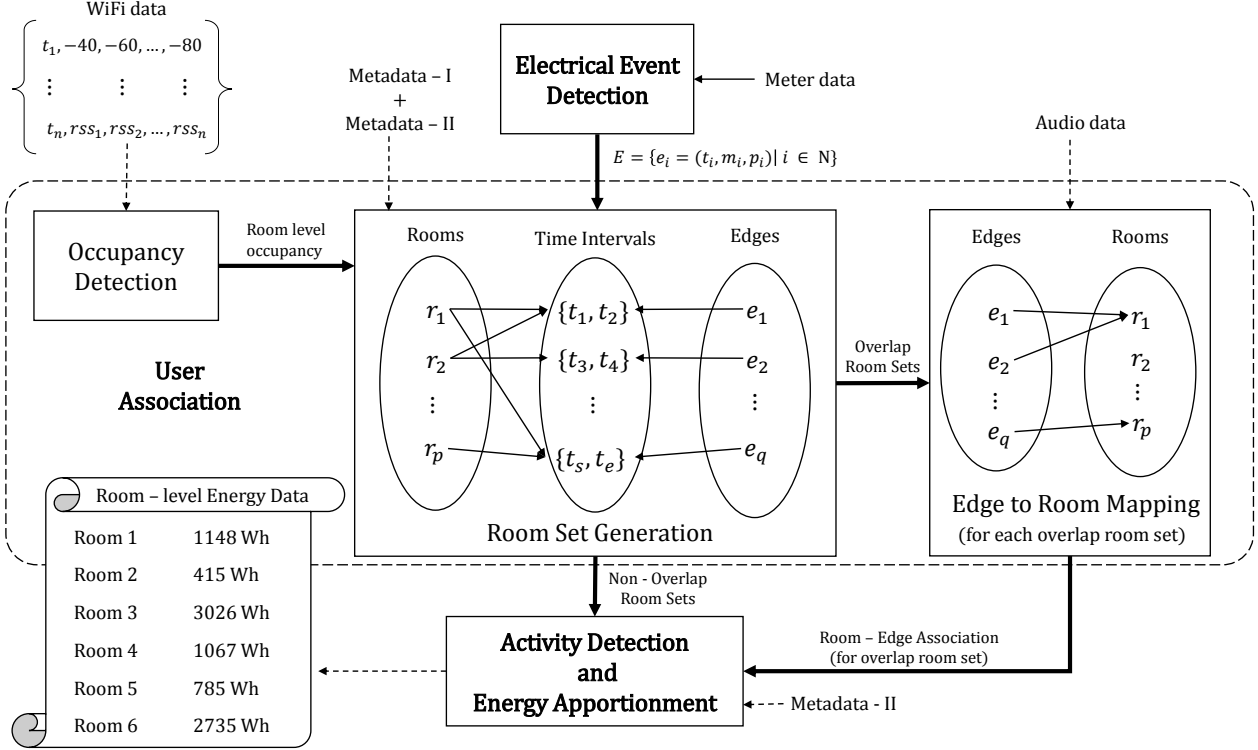 WiFi data
t₁, −40, −60, ..., −80
⋮ ⋮ ⋮
tₙ, rss₁, rss₂, ..., rssₙ
Metadata – I
+
Metadata – II
Electrical Event
Detection
Meter data
E = {eᵢ = (tᵢ, mᵢ, pᵢ)| i ∈ N}
Audio data
Occupancy
Detection
Room level
occupancy
User
Association
Rooms
r₁
r₂
⋮
rₚ
Time Intervals
{t₁, t₂}
{t₃, t₄}
⋮
{tₛ, tₑ}
Edges
e₁
e₂
⋮
e_q
Room Set Generation
Overlap
Room Sets
Edges
e₁
e₂
⋮
e_q
Rooms
r₁
r₂
⋮
rₚ
Edge to Room Mapping
(for each overlap room set)
Non - Overlap
Room Sets
Room – Edge Association
(for overlap room set)
Activity Detection
and
Energy Apportionment
Metadata - II
Room – level Energy Data
Room 1 1148 Wh
Room 2 415 Wh
Room 3 3026 Wh
Room 4 1067 Wh
Room 5 785 Wh
Room 6 2735 Wh